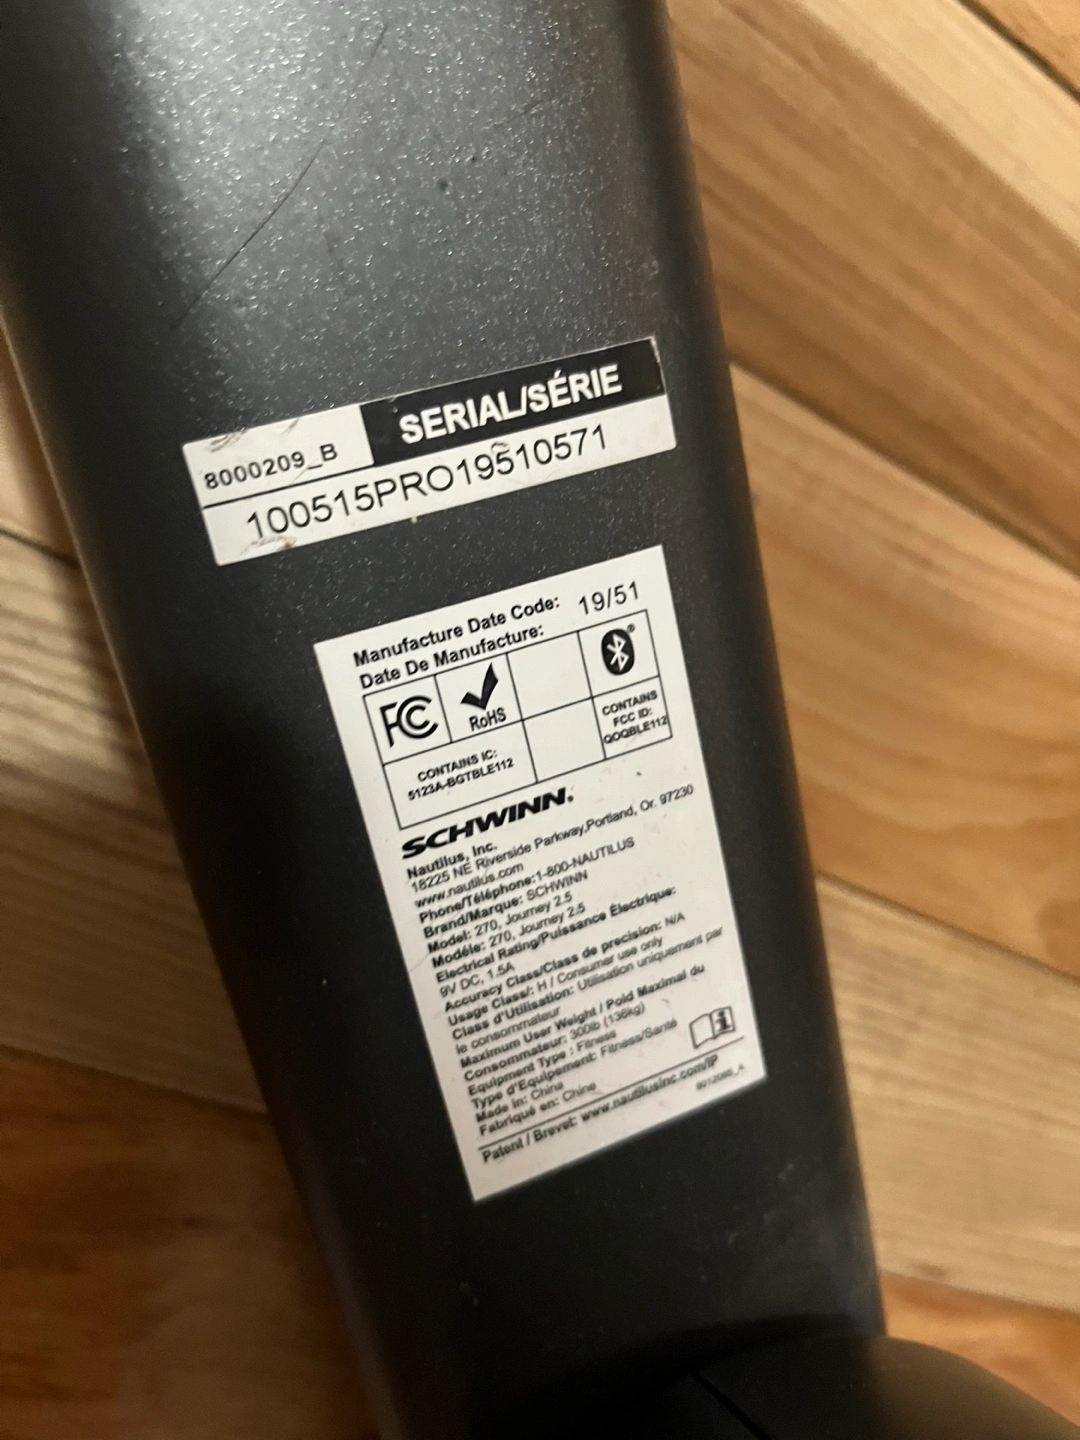 SERIAL/SÉRIE
8000209_B
100515PRO19510571
Manufacture Date Code: 19/51
Date De Manufacture:
FC
RoHS
CONTAINS IC:
5123A-BGTBLE112
CONTAINS
FCC ID:
QOQBLE112
SCHWINN.
Nautilus, Inc.
18225 NE Riverside Parkway,Portland, Or. 97230
www.nautilus.com
Phone/Téléphone:1-800-NAUTILUS
Brand/Marque: SCHWINN
Model: 270, Journey 2.5
Modéle: 270, Journey 2.5
Electrical Rating/Puissance Électrique:
9V DC, 1.5A
Accuracy Class/Classe de precision: N/A
Usage Class/: H / Consumer use only
Class d'Utilisation: Utilisation uniquement par
le consommateur
Maximum User Weight / Poid Maximal du
Consommateur: 300lb (136kg)
Equipment Type : Fitness
Type d'Equipement: Fitness/Santé
Made in: China
Fabriqué en: Chine
Patent / Brevet: www.nautilusinc.com/IP